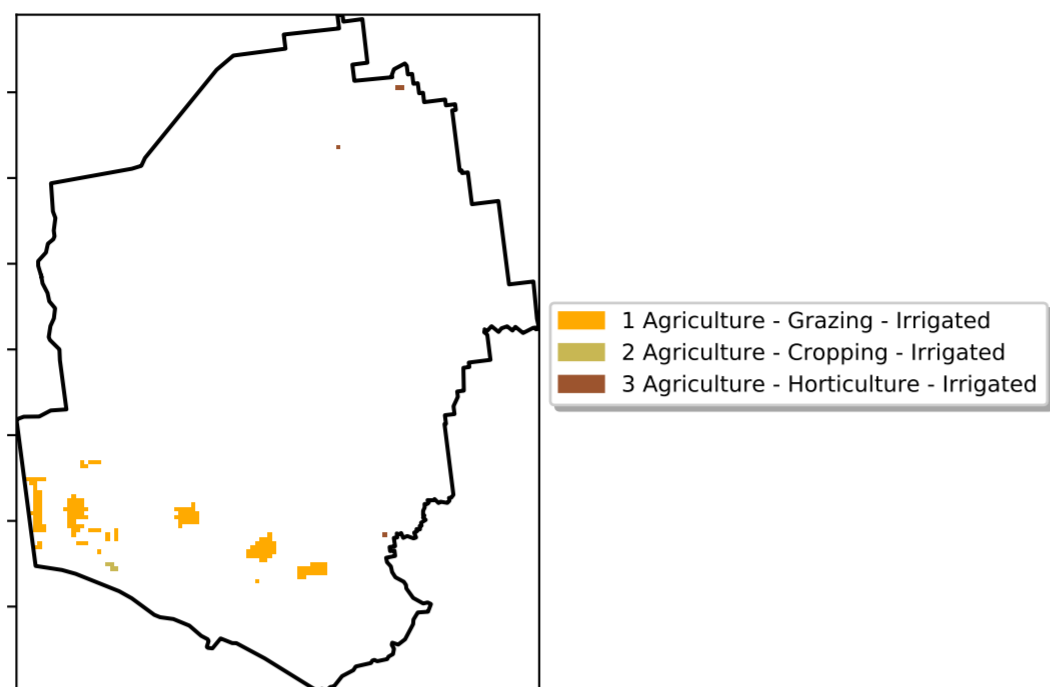 1 Agriculture - Grazing - Irrigated
2 Agriculture - Cropping - Irrigated
3 Agriculture - Horticulture - Irrigated